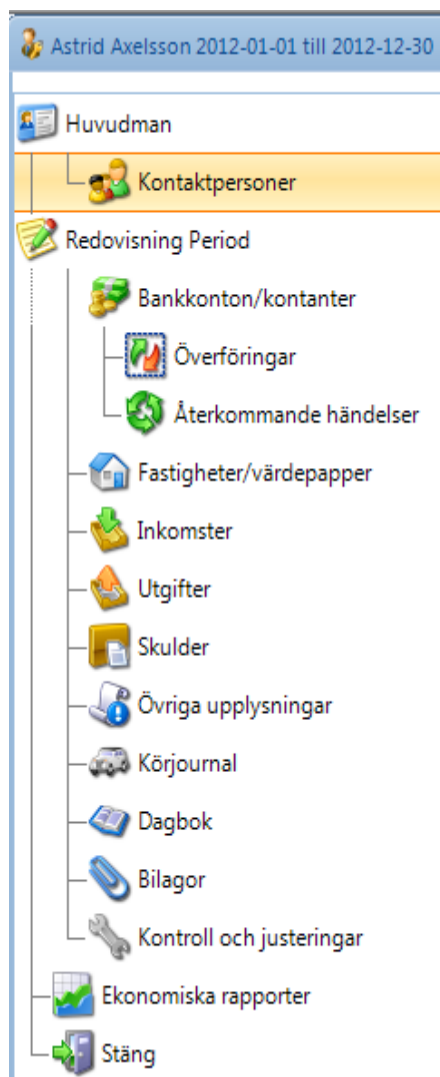 Astrid Axelsson 2012-01-01 till 2012-12-30
Huvudman
Kontaktpersoner
Redovisning Period
Bankkonton/kontanter
Överföringar
Återkommande händelser
Fastigheter/värdepapper
Inkomster
Utgifter
Skulder
Övriga upplysningar
Körjournal
Dagbok
Bilagor
Kontroll och justeringar
Ekonomiska rapporter
Stäng